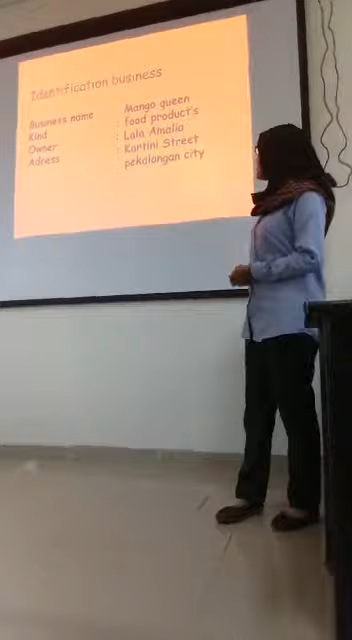 Identification business
Business name Mango queen
Kind : food product's
Owner : Lala Amalia
Adress : Kartini Street
pekalongan city